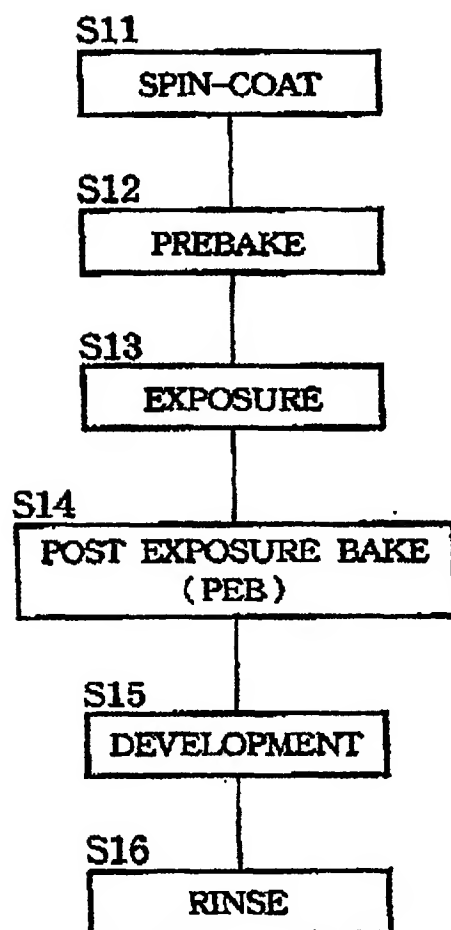 S11
SPIN-COAT
S12
PREBAKE
S13
EXPOSURE
S14
POST EXPOSURE BAKE
(PEB)
S15
DEVELOPMENT
S16
RINSE